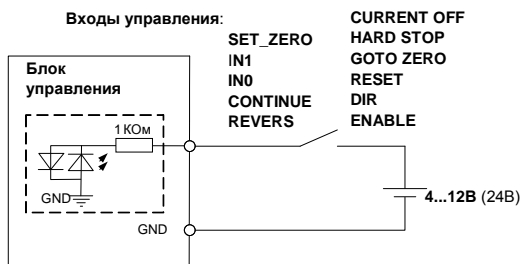 Входы управления:
SET_ZERO
IN1
IN0
CONTINUE
REVERS
CURRENT OFF
HARD STOP
GOTO ZERO
RESET
DIR
ENABLE
Блок
управления
1 КОм
GND
GND
4...12В (24В)